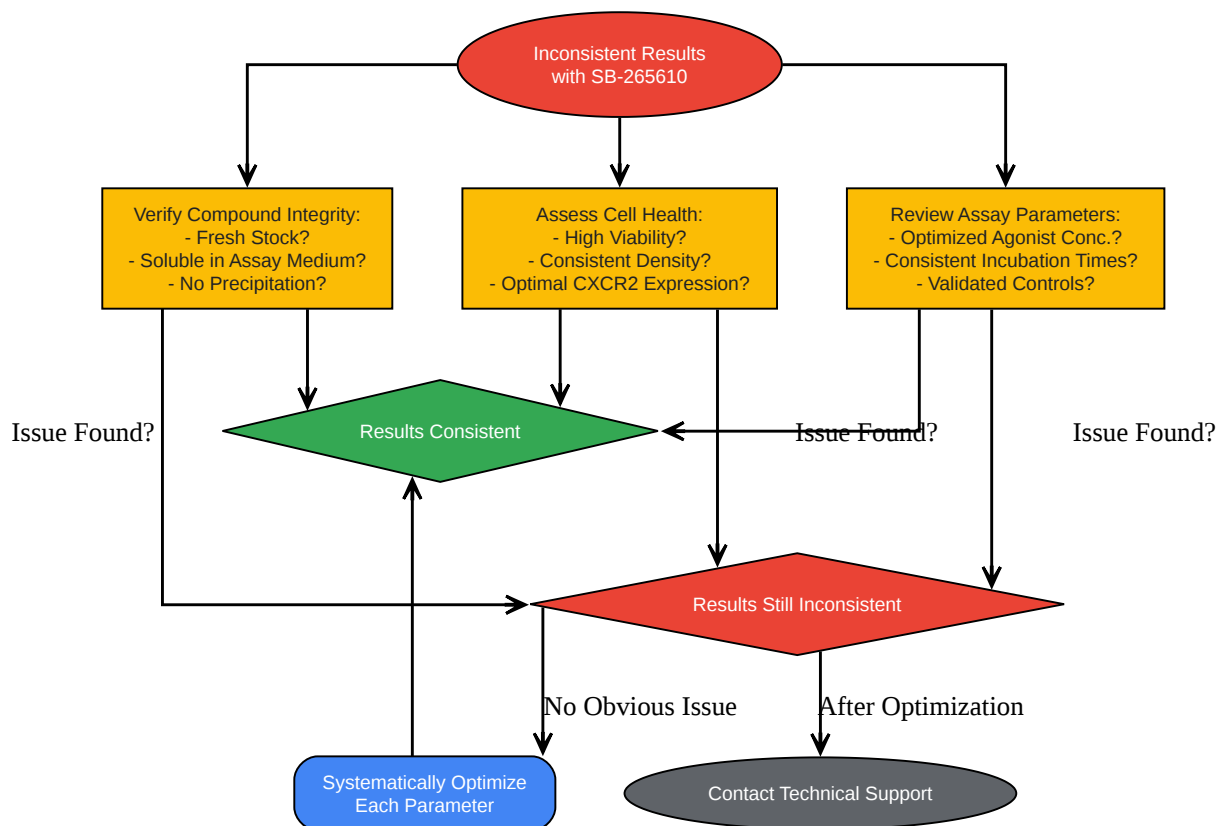 Inconsistent Results
with SB-265610
Verify Compound Integrity:
- Fresh Stock?
- Soluble in Assay Medium?
- No Precipitation?
Assess Cell Health:
- High Viability?
- Consistent Density?
- Optimal CXCR2 Expression?
Review Assay Parameters:
- Optimized Agonist Conc.?
- Consistent Incubation Times?
- Validated Controls?
Issue Found?
Results Consistent
Issue Found?
Issue Found?
Results Still Inconsistent
No Obvious Issue
After Optimization
Systematically Optimize
Each Parameter
Contact Technical Support